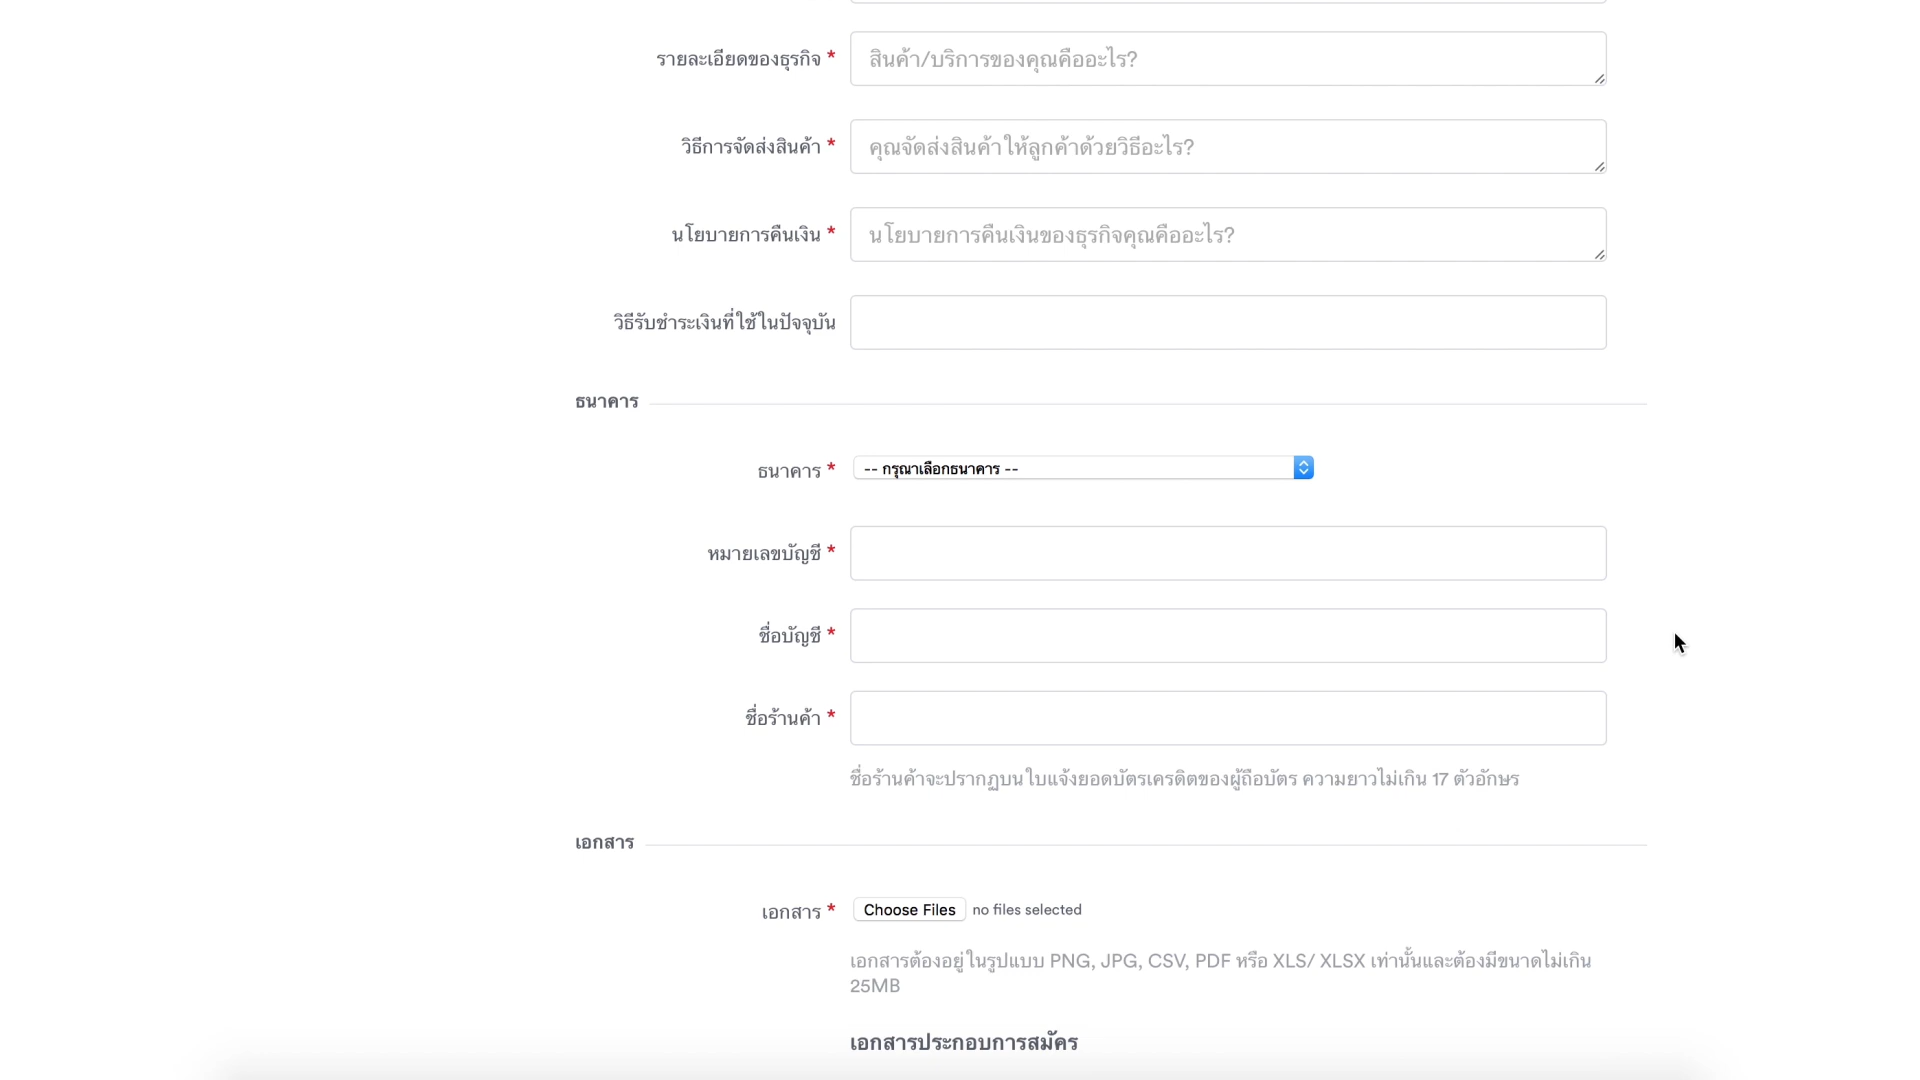 รายละเอียดของธุรกิจ * สินค้า/บริการของคุณคืออะไร?
วิธีการจัดส่งสินค้า * คุณจัดส่งสินค้าให้ลูกค้าด้วยวิธีอะไร?
นโยบายการคืนเงิน * นโยบายการคืนเงินของธุรกิจคุณคืออะไร?
วิธีรับชำระเงินที่ใช้ในปัจจุบัน
ธนาคาร
ธนาคาร * -- กรุณาเลือกธนาคาร --
หมายเลขบัญชี *
ชื่อบัญชี *
ชื่อร้านค้า *
ชื่อร้านค้าจะปรากฏบนใบแจ้งยอดบัตรเครดิตของผู้ถือบัตร ความยาวไม่เกิน 17 ตัวอักษร
เอกสาร
เอกสาร * Choose Files no files selected
เอกสารต้องอยู่ในรูปแบบ PNG, JPG, CSV, PDF หรือ XLS/ XLSX เท่านั้นและต้องมีขนาดไม่เกิน
25MB
เอกสารประกอบการสมัคร